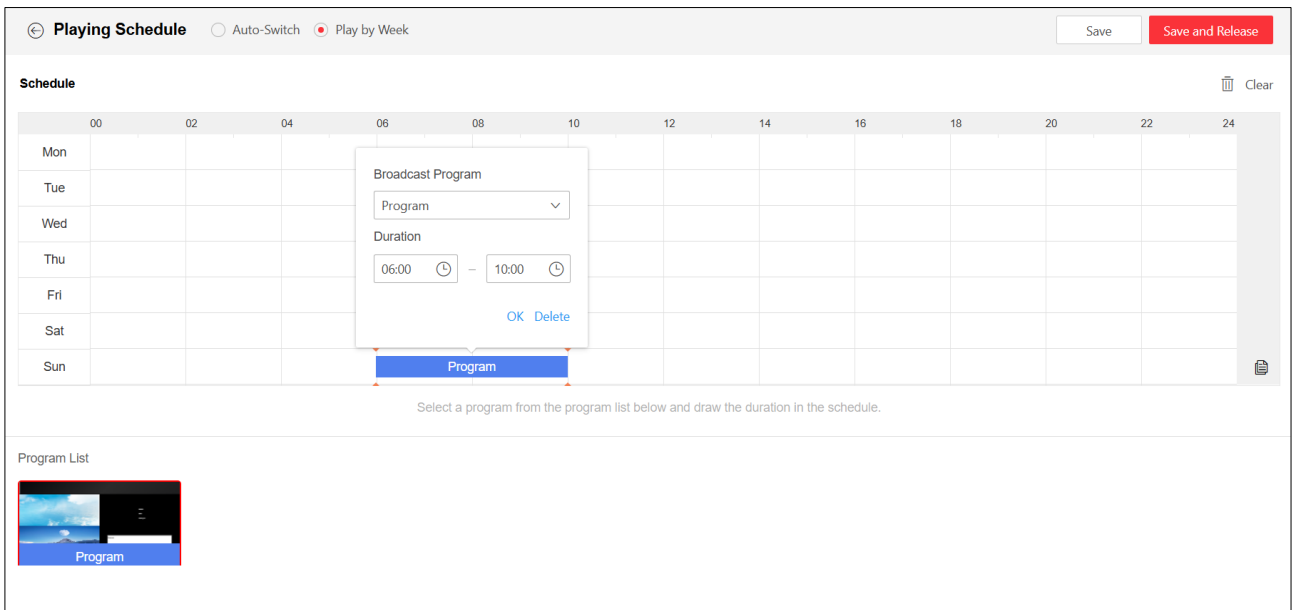 Playing Schedule Auto-Switch Play by Week Save Save and Release
Schedule Clear
00 02 04 06 08 10 12 14 16 18 20 22 24
Mon
Tue
Wed
Thu
Fri
Sat
Sun
Broadcast Program
Program
Duration
06:00 – 10:00
OK Delete
Program
Select a program from the program list below and draw the duration in the schedule.
Program List
Program